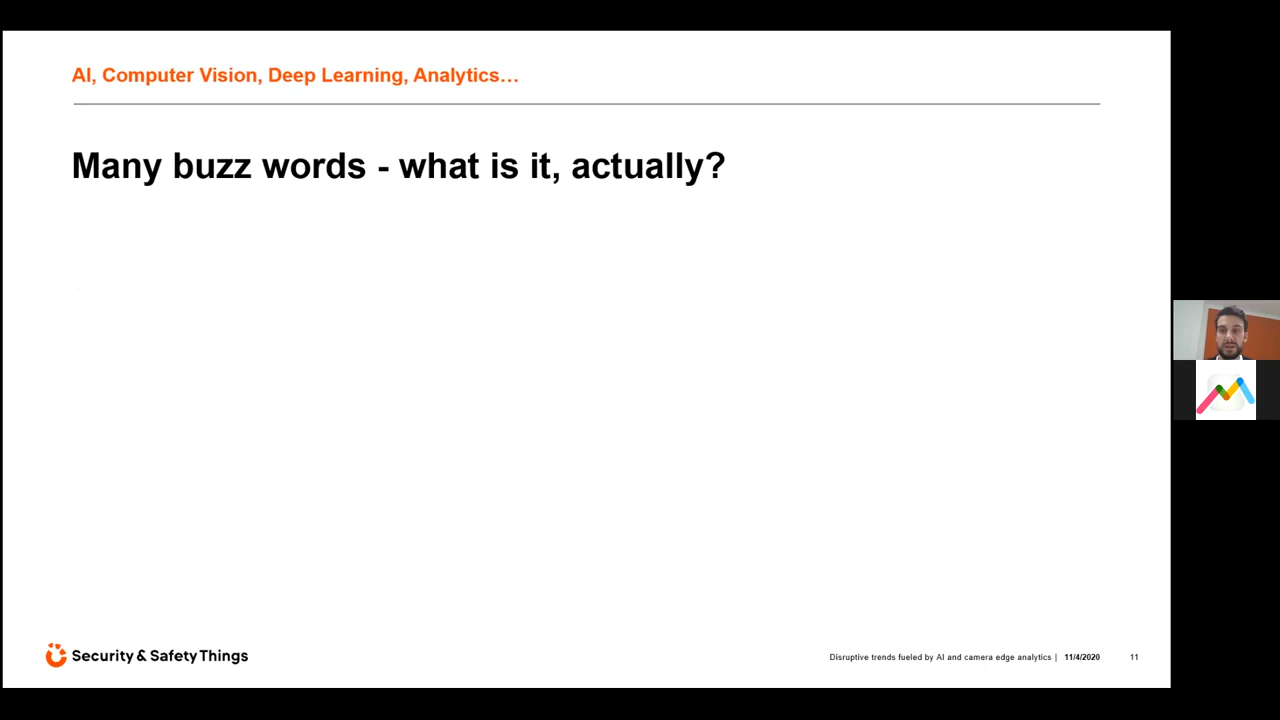 AI, Computer Vision, Deep Learning, Analytics…
Many buzz words - what is it, actually?
Security & Safety Things
Disruptive trends fueled by AI and camera edge analytics | 11/4/2020 11